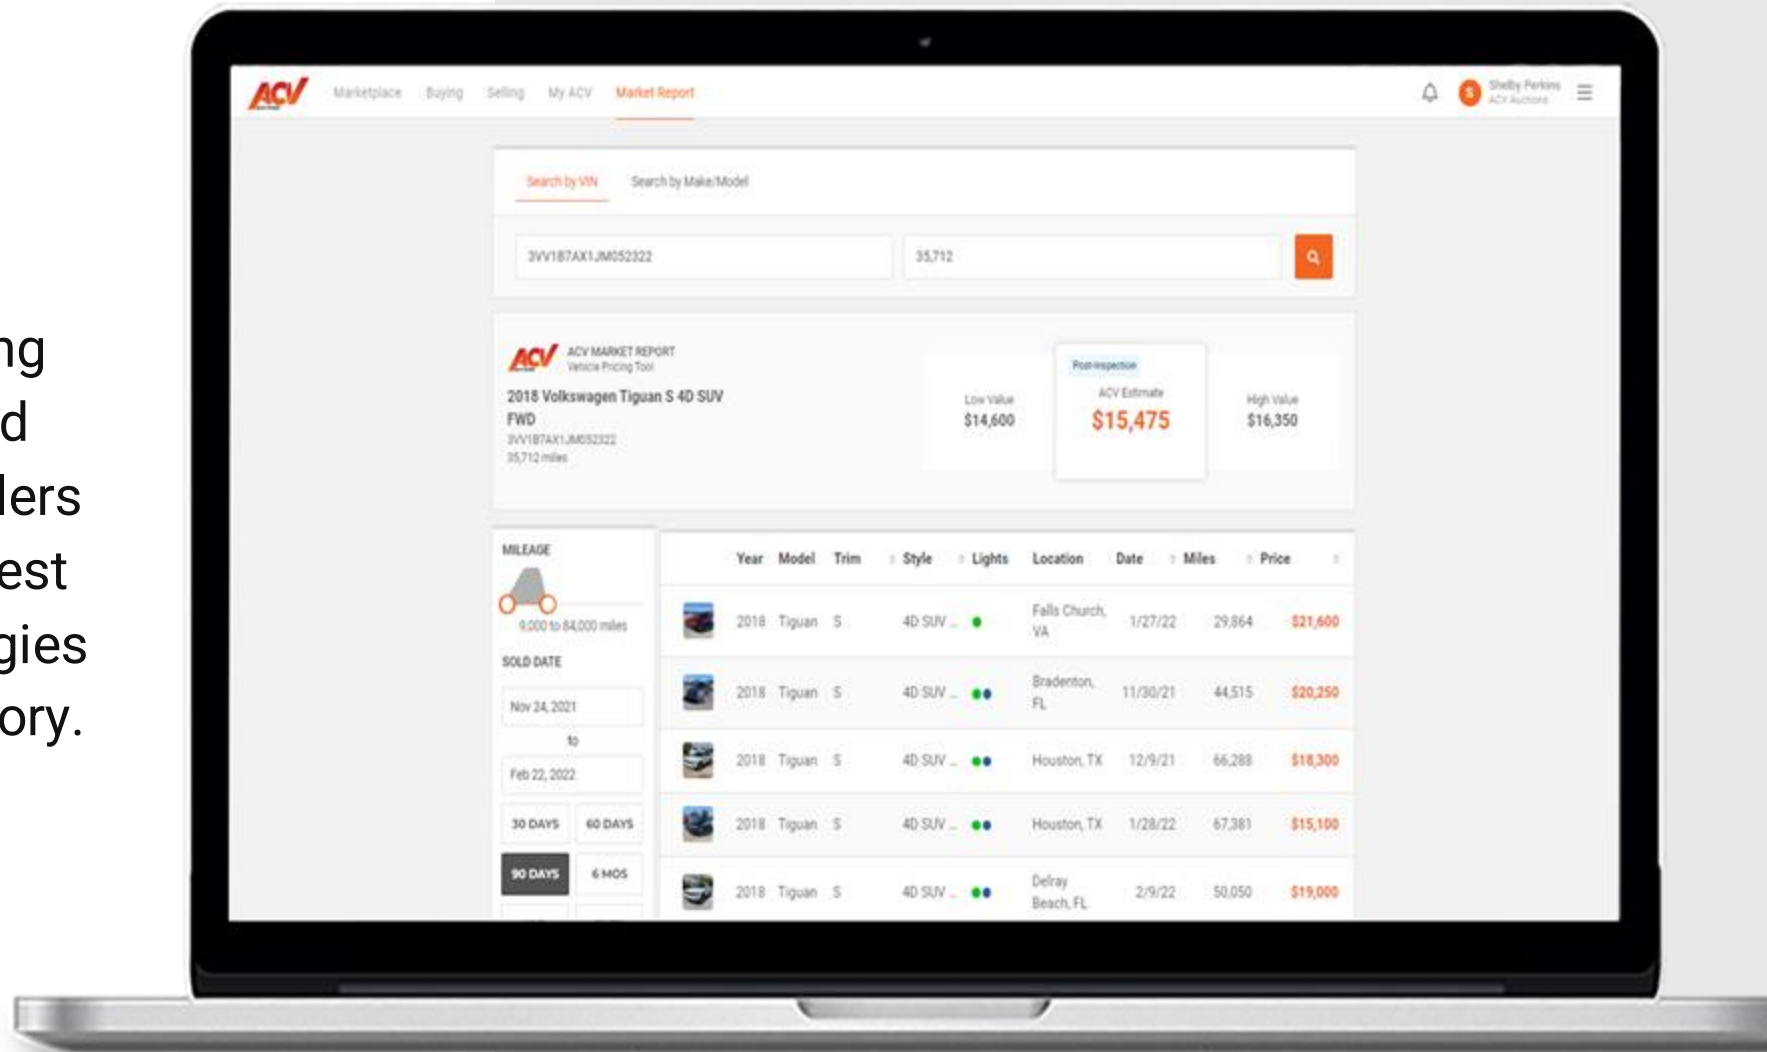 ng
d
lers
est
gies
ory.
ACV
Marketplace Buying Selling My ACV Market Report
Shelby Perkins
ACV Auctions
S
Search by VIN Search by Make/Model
3VV1B7AX1JM052322 35,712
ACV
ACV MARKET REPORT
Vehicle Pricing Tool
2018 Volkswagen Tiguan S 4D SUV
FWD
3VV1B7AX1JM052322
35,712 miles
Low Value
$14,600
Post-Inspection
ACV Estimate
$15,475
High Value
$16,350
MILEAGE
9,000 to 84,000 miles
SOLD DATE
Nov 24, 2021
to
Feb 22, 2022
30 DAYS 60 DAYS
90 DAYS 6 MOS
Year Model Trim Style Lights Location Date Miles Price
2018 Tiguan S 4D SUV ... Falls Church, VA 1/27/22 29,864 $21,600
2018 Tiguan S 4D SUV ... Bradenton, FL 11/30/21 44,515 $20,250
2018 Tiguan S 4D SUV ... Houston, TX 12/9/21 66,288 $18,300
2018 Tiguan S 4D SUV ... Houston, TX 1/28/22 67,381 $15,100
2018 Tiguan S 4D SUV ... Delray Beach, FL 2/9/22 50,050 $19,000